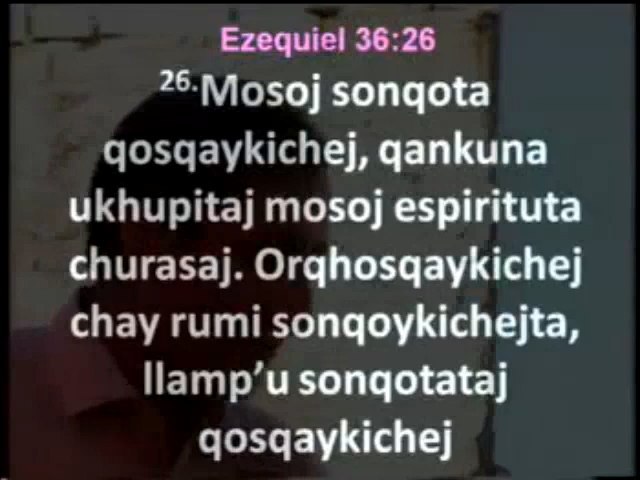 Ezequiel 36:26
26.Mosoj sonqota
qosqaykichej, qankuna
ukhupitaj mosoj espirituta
churasaj. Orqhosqaykichej
chay rumi sonqoykichejta,
llamp’u sonqotataj
qosqaykichej